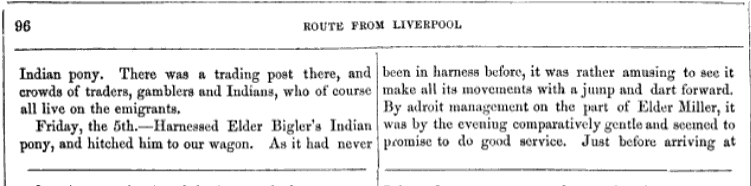 96
ROUTE FROM LIVERPOOL
Indian pony. There was a trading post there, and
crowds of traders, gamblers and Indians, who of course
all live on the emigrants.
Friday, the 5th.—Harnessed Elder Bigler's Indian
pony, and hitched him to our wagon. As it had never
been in harness before, it was rather amusing to see it
make all its movements with a jump and dart forward.
By adroit management on the part of Elder Miller, it
was by the evening comparatively gentle and seemed to
promise to do good service. Just before arriving at